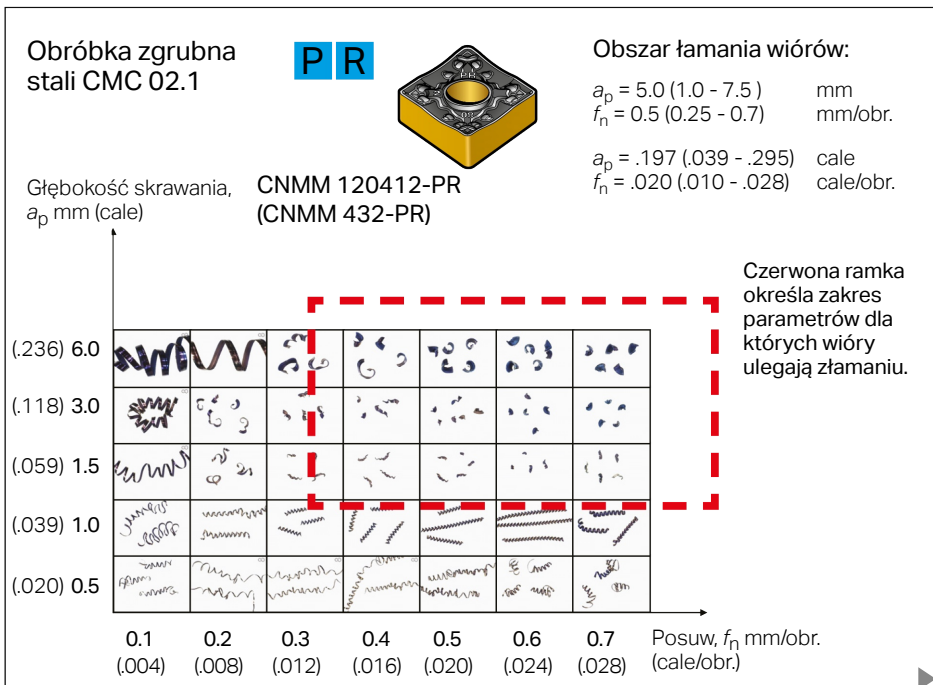 Obróbka zgrubna
stali CMC 02.1
P R
CNMM 120412-PR
(CNMM 432-PR)
Obszar łamania wiórów:
ap = 5.0 (1.0 - 7.5 ) mm
fn = 0.5 (0.25 - 0.7) mm/obr.
ap = .197 (.039 - .295) cale
fn = .020 (.010 - .028) cale/obr.
Głębokość skrawania,
ap mm (cale)
Czerwona ramka
określa zakres
parametrów dla
których wióry
ulegają złamaniu.
(.236) 6.0
(.118) 3.0
(.059) 1.5
(.039) 1.0
(.020) 0.5
0.1 0.2 0.3 0.4 0.5 0.6 0.7 Posuw, fn mm/obr.
(.004) (.008) (.012) (.016) (.020) (.024) (.028) (cale/obr.)